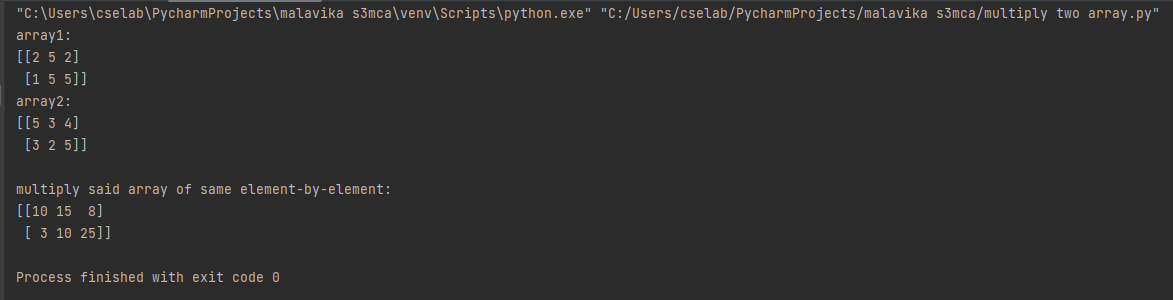 "C:\Users\cselab\PycharmProjects\malavika s3mca\venv\Scripts\python.exe" "C:/Users/cselab/PycharmProjects/malavika s3mca/multiply two array.py"
array1:
[[2 5 2]
 [1 5 5]]
array2:
[[5 3 4]
 [3 2 5]]

multiply said array of same element-by-element:
[[10 15  8]
 [ 3 10 25]]

Process finished with exit code 0